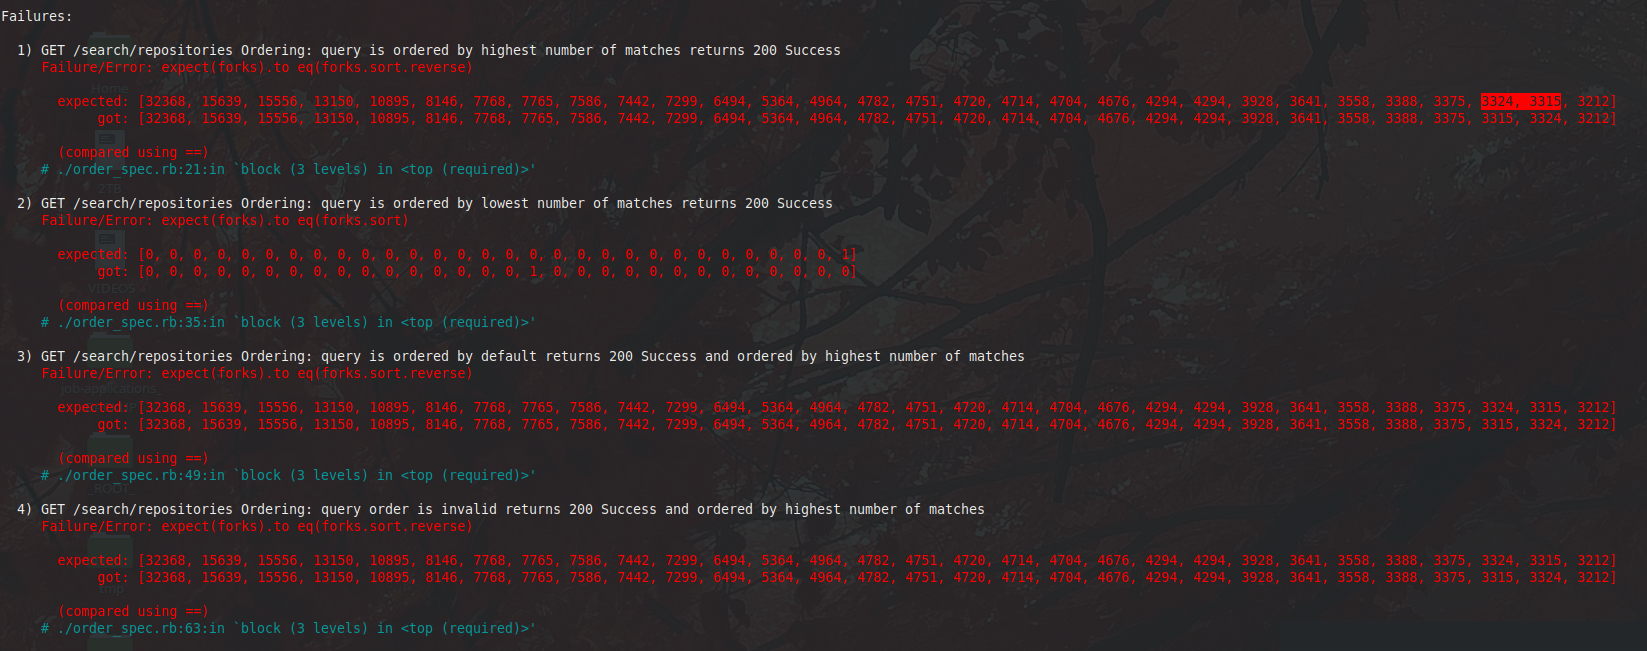 Failures:
1) GET /search/repositories Ordering: query is ordered by highest number of matches returns 200 Success
Failure/Error: expect(forks).to eq(forks.sort.reverse)
Home
expected: [32368, 15639, 15556, 13150, 10895, 8146, 7768, 7765, 7586, 7442, 7299, 6494, 5364, 4964, 4782, 4751, 4720, 4714, 4704, 4676, 4294, 4294, 3928, 3641, 3558, 3388, 3375, 3324, 3315, 3212]
got: [32368, 15639, 15556, 13150, 10895, 8146, 7768, 7765, 7586, 7442, 7299, 6494, 5364, 4964, 4782, 4751, 4720, 4714, 4704, 4676, 4294, 4294, 3928, 3641, 3558, 3388, 3375, 3315, 3324, 3212]
(compared using ==)
# ./order_spec.rb:21:in `block (3 levels) in <top (required)>'
2TB
2) GET /search/repositories Ordering: query is ordered by lowest number of matches returns 200 Success
Failure/Error: expect(forks).to eq(forks.sort)
expected: [0, 0, 0, 0, 0, 0, 0, 0, 0, 0, 0, 0, 0, 0, 0, 0, 0, 0, 0, 0, 0, 0, 0, 0, 0, 0, 0, 0, 0, 1]
got: [0, 0, 0, 0, 0, 0, 0, 0, 0, 0, 0, 0, 0, 0, 0, 0, 1, 0, 0, 0, 0, 0, 0, 0, 0, 0, 0, 0, 0, 0]
VIDEOS
(compared using ==)
# ./order_spec.rb:35:in `block (3 levels) in <top (required)>'
3) GET /search/repositories Ordering: query is ordered by default returns 200 Success and ordered by highest number of matches
Failure/Error: expect(forks).to eq(forks.sort.reverse)
job-applications
expected: [32368, 15639, 15556, 13150, 10895, 8146, 7768, 7765, 7586, 7442, 7299, 6494, 5364, 4964, 4782, 4751, 4720, 4714, 4704, 4676, 4294, 4294, 3928, 3641, 3558, 3388, 3375, 3324, 3315, 3212]
got: [32368, 15639, 15556, 13150, 10895, 8146, 7768, 7765, 7586, 7442, 7299, 6494, 5364, 4964, 4782, 4751, 4720, 4714, 4704, 4676, 4294, 4294, 3928, 3641, 3558, 3388, 3375, 3315, 3324, 3212]
(compared using ==)
# ./order_spec.rb:49:in `block (3 levels) in <top (required)>'
ROOT
4) GET /search/repositories Ordering: query order is invalid returns 200 Success and ordered by highest number of matches
Failure/Error: expect(forks).to eq(forks.sort.reverse)
expected: [32368, 15639, 15556, 13150, 10895, 8146, 7768, 7765, 7586, 7442, 7299, 6494, 5364, 4964, 4782, 4751, 4720, 4714, 4704, 4676, 4294, 4294, 3928, 3641, 3558, 3388, 3375, 3324, 3315, 3212]
got: [32368, 15639, 15556, 13150, 10895, 8146, 7768, 7765, 7586, 7442, 7299, 6494, 5364, 4964, 4782, 4751, 4720, 4714, 4704, 4676, 4294, 4294, 3928, 3641, 3558, 3388, 3375, 3315, 3324, 3212]
tmp
(compared using ==)
# ./order_spec.rb:63:in `block (3 levels) in <top (required)>'